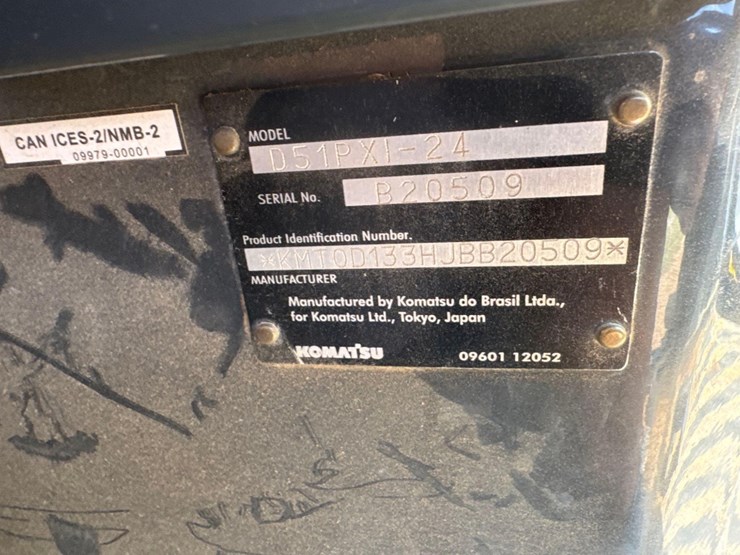 CAN ICES-2/NMB-2
09979-00001
MODEL
D51PXI-24
SERIAL No.
B20509
Product Identification Number.
*KMT0D133HJBB20509*
MANUFACTURER
Manufactured by Komatsu do Brasil Ltda.,
for Komatsu Ltd., Tokyo, Japan
KOMATSU
09601 12052